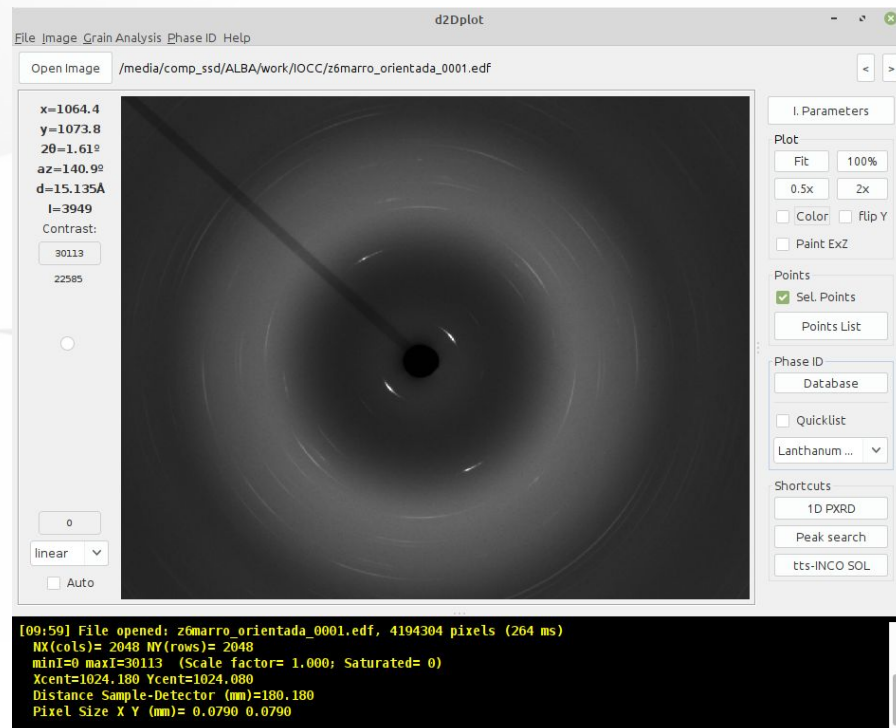 d2Dplot
File Image Grain Analysis Phase ID Help
Open Image /media/comp_ssd/ALBA/work/IOCC/z6marro_orientada_0001.edf < >
x=1064.4
y=1073.8
2θ=1.61º
az=140.9º
d=15.135Å
I=3949
Contrast:
30113
22585
0
linear
Auto
I. Parameters
Plot
Fit 100%
0.5x 2x
Color flip Y
Paint ExZ
Points
Sel. Points
Points List
Phase ID
Database
Quicklist
Lanthanum ...
Shortcuts
1D PXRD
Peak search
tts-INCO SOL
[09:59] File opened: z6marro_orientada_0001.edf, 4194304 pixels (264 ms)
NX(cols)= 2048 NY(rows)= 2048
minI=0 maxI=30113 (Scale factor= 1.000; Saturated= 0)
Xcent=1024.180 Ycent=1024.080
Distance Sample-Detector (mm)=180.180
Pixel Size X Y (mm)= 0.0790 0.0790